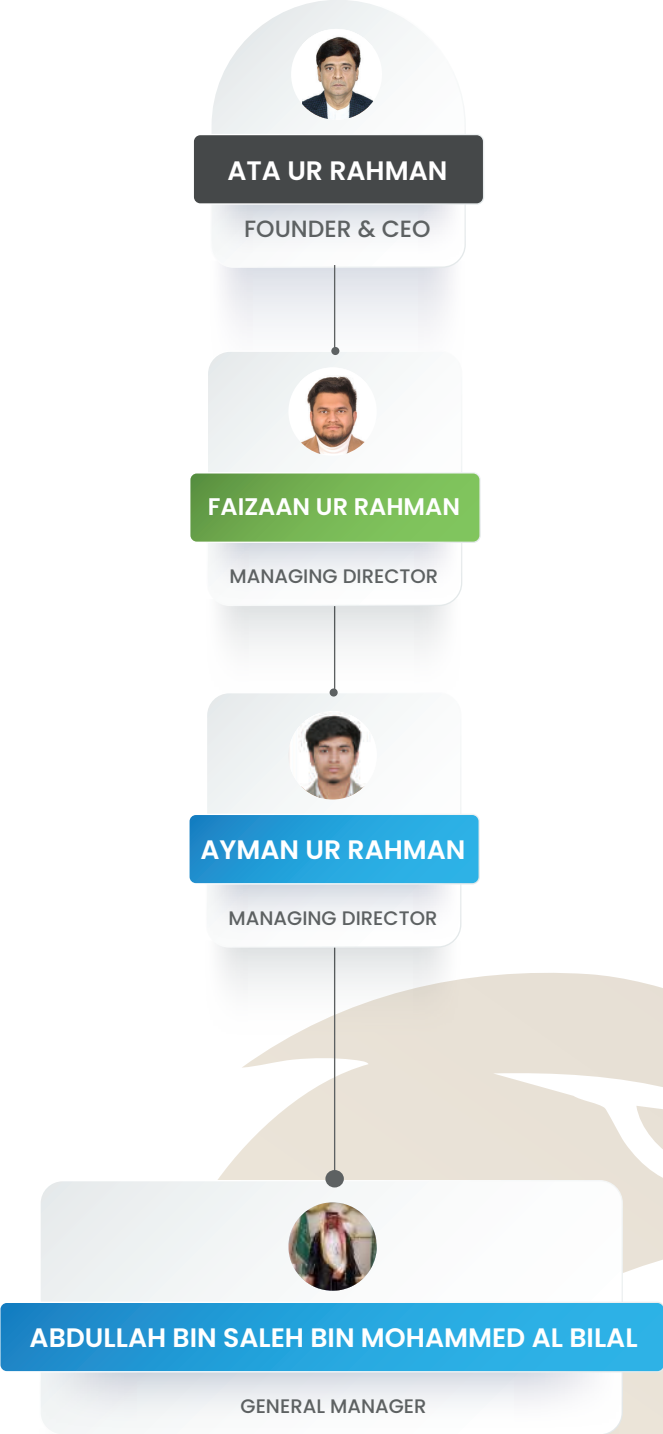 ATA UR RAHMAN
FOUNDER & CEO
FAIZAAN UR RAHMAN
MANAGING DIRECTOR
AYMAN UR RAHMAN
MANAGING DIRECTOR
ABDULLAH BIN SALEH BIN MOHAMMED AL BILAL
GENERAL MANAGER